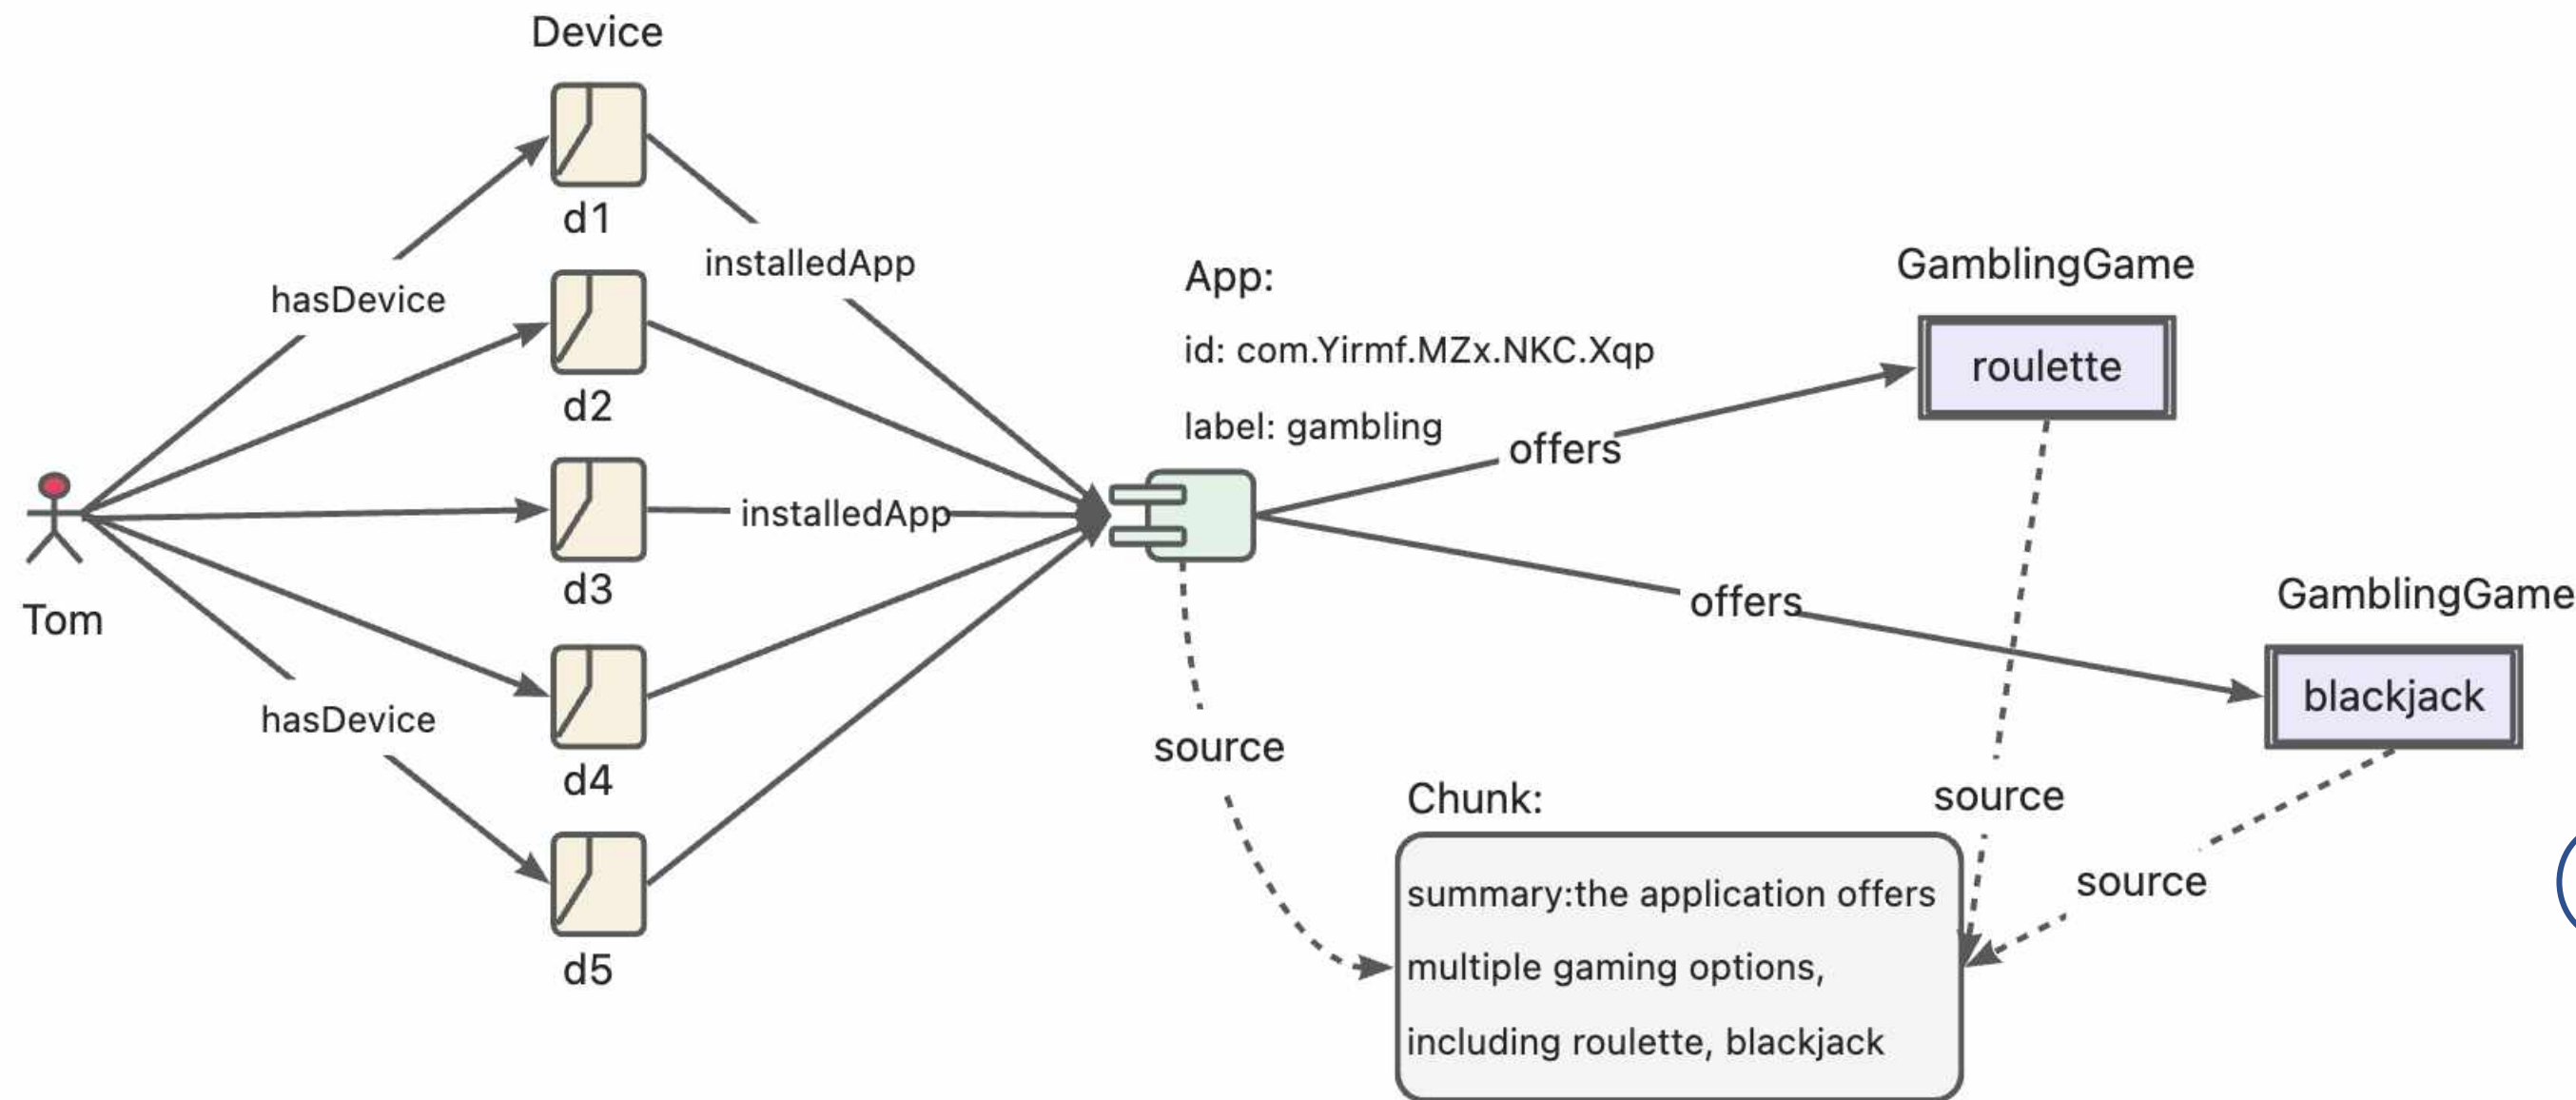 Device
d1
hasDevice
installedApp
d2
d3
installedApp
Tom
d4
hasDevice
d5
App:
id: com.Yirmf.MZx.NKC.Xqp
label: gambling
offers
GamblingGame
roulette
offers
GamblingGame
blackjack
source
source
source
Chunk:
summary:the application offers
multiple gaming options,
including roulette, blackjack